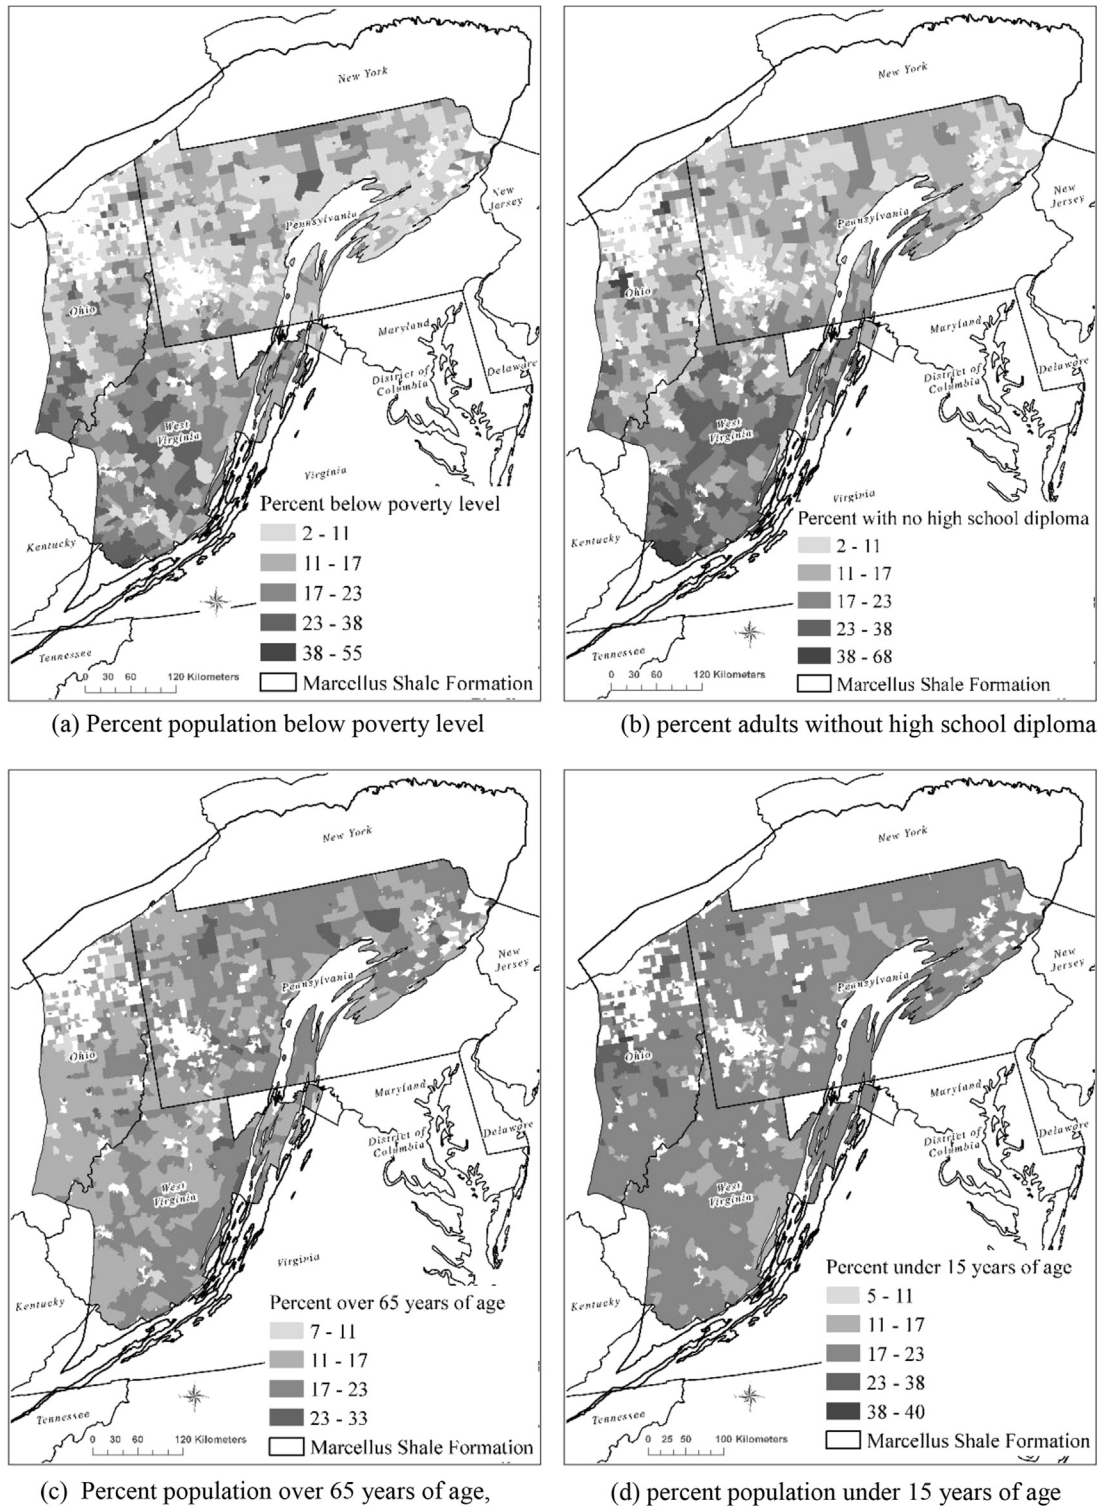 New York
New
Jersey
Pennsylvania
Ohio
Maryland
District of
Columbia
Delaware
West
Virginia
Virginia
Kentucky
Tennessee
Percent below poverty level
2 - 11
11 - 17
17 - 23
23 - 38
38 - 55
Marcellus Shale Formation
0 30 60 120 Kilometers
(a) Percent population below poverty level
New York
New
Jersey
Pennsylvania
Ohio
Maryland
District of
Columbia
Delaware
West
Virginia
Virginia
Kentucky
Tennessee
Percent with no high school diploma
2 - 11
11 - 17
17 - 23
23 - 38
38 - 68
Marcellus Shale Formation
0 30 60 120 Kilometers
(b) percent adults without high school diploma
New York
New
Jersey
Pennsylvania
Ohio
Maryland
District of
Columbia
Delaware
West
Virginia
Virginia
Kentucky
Tennessee
Percent over 65 years of age
7 - 11
11 - 17
17 - 23
23 - 33
Marcellus Shale Formation
0 30 60 120 Kilometers
(c) Percent population over 65 years of age,
New York
New
Jersey
Pennsylvania
Ohio
Maryland
District of
Columbia
Delaware
West
Virginia
Virginia
Kentucky
Tennessee
Percent under 15 years of age
5 - 11
11 - 17
17 - 23
23 - 38
38 - 40
Marcellus Shale Formation
0 25 50 100 Kilometers
(d) percent population under 15 years of age